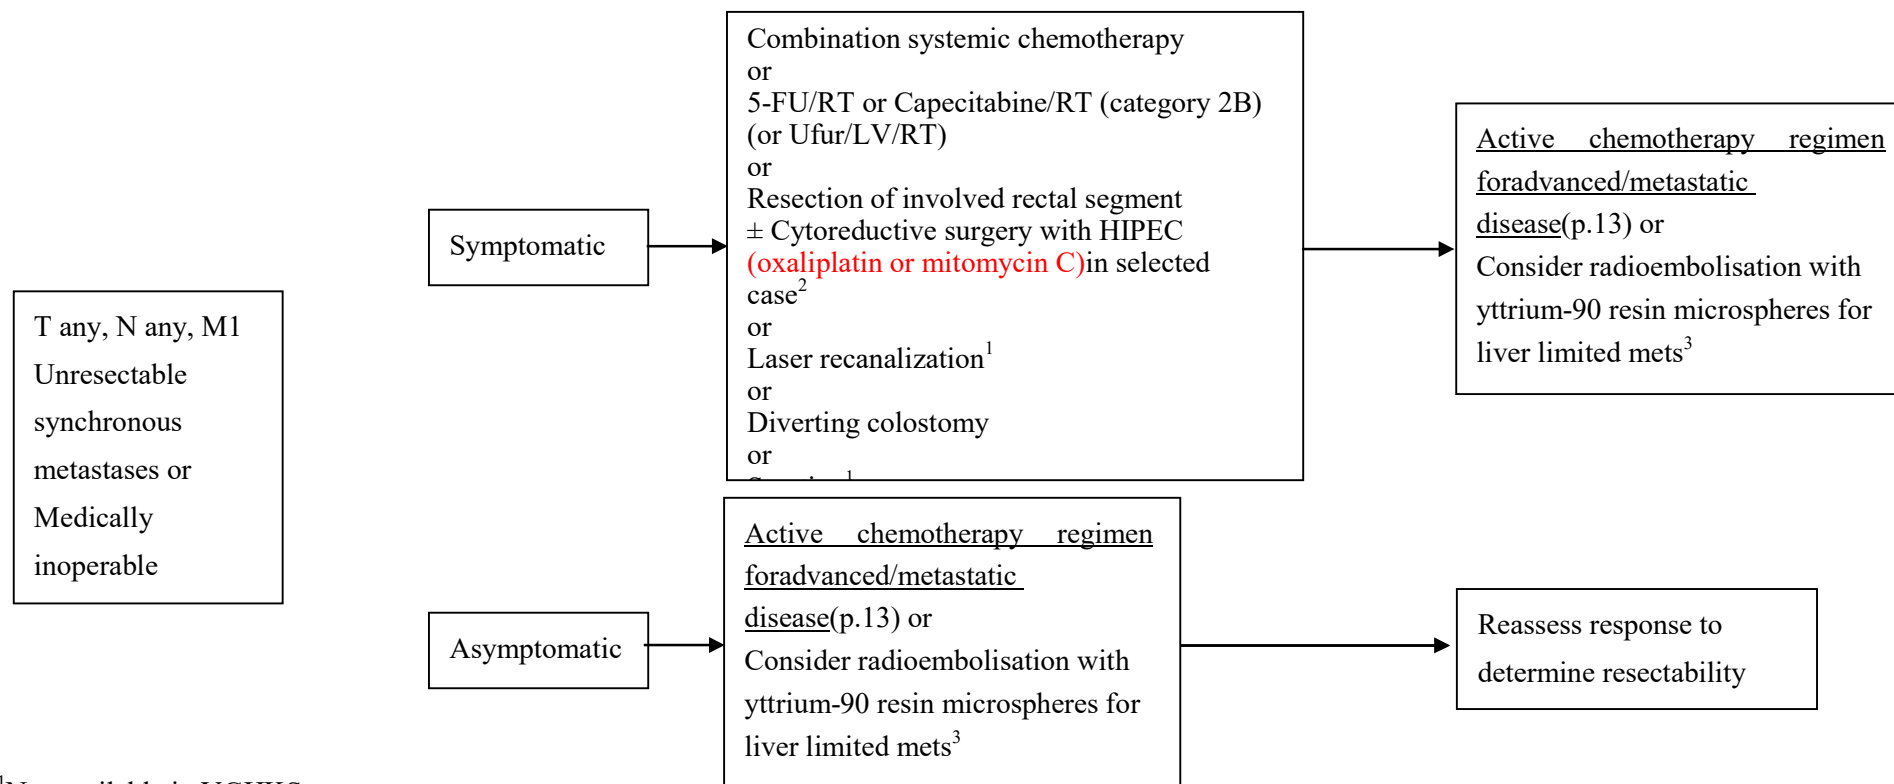 T any, N any, M1
Unresectable
synchronous
metastases or
Medically
inoperable
Symptomatic
Combination systemic chemotherapy
or
5-FU/RT or Capecitabine/RT (category 2B)
(or Ufur/LV/RT)
or
Resection of involved rectal segment
± Cytoreductive surgery with HIPEC
(oxaliplatin or mitomycin C)in selected
case2
or
Laser recanalization1
or
Diverting colostomy
or
Active chemotherapy regimen
foradvanced/metastatic
disease(p.13) or
Consider radioembolisation with
yttrium-90 resin microspheres for
liver limited mets3
Asymptomatic
Active chemotherapy regimen
foradvanced/metastatic
disease(p.13) or
Consider radioembolisation with
yttrium-90 resin microspheres for
liver limited mets3
Reassess response to
determine resectability